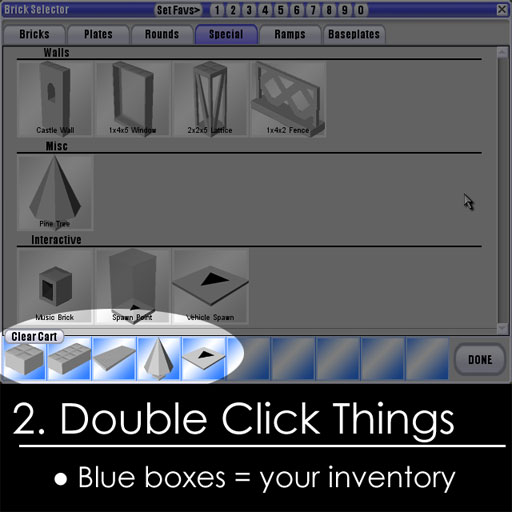 Brick Selector
Set Favs> 1 2 3 4 5 6 7 8 9 0
Bricks Plates Rounds Special Ramps Baseplates
Walls
Castle Wall 1x4x5 Window 2x2x5 Lattice 1x4x2 Fence
Misc
Pine Tree
Interactive
Music Brick Spawn Point Vehicle Spawn
Clear Cart
DONE
2. Double Click Things
• Blue boxes = your inventory